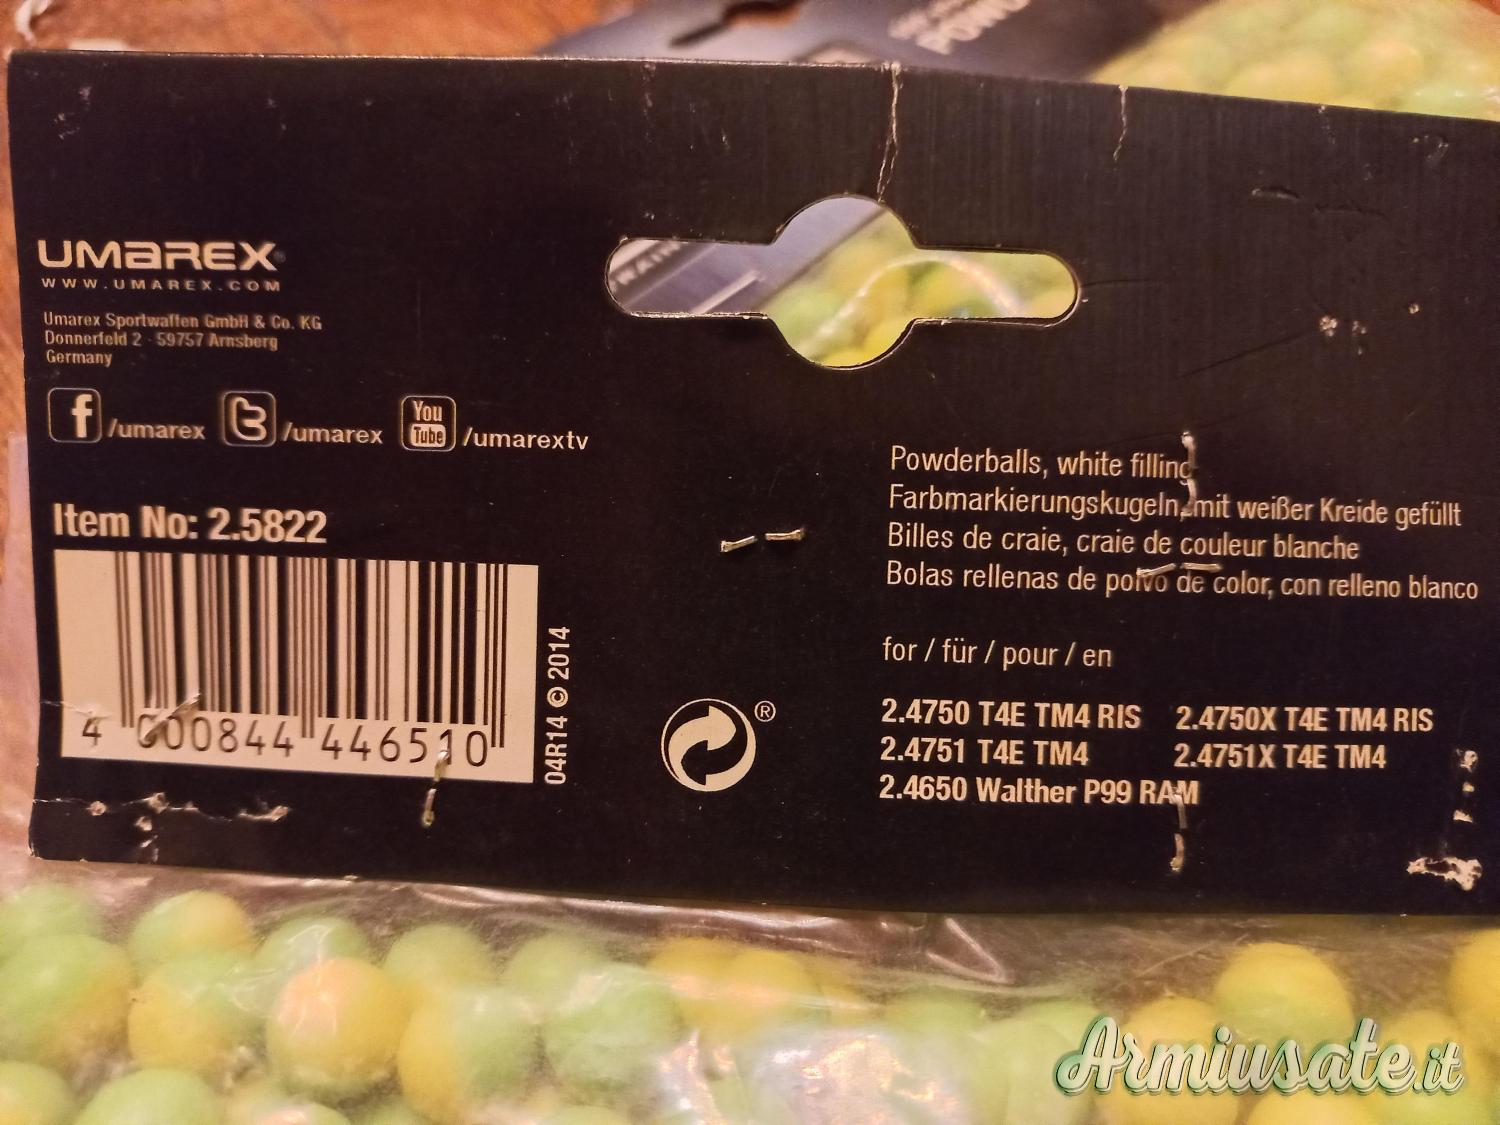 UMAREX®
WWW.UMAREX.COM
Umarex Sportwaffen GmbH & Co. KG
Donnerfeld 2 · 59757 Arnsberg
Germany
f /umarex t /umarex You Tube /umarextv
Item No: 2.5822
4 000844 446510
04R14 © 2014
®
Powderballs, white filling
Farbmarkierungskugeln, mit weißer Kreide gefüllt
Billes de craie, craie de couleur blanche
Bolas rellenas de polvo de color, con relleno blanco
for / für / pour / en
2.4750 T4E TM4 RIS 2.4750X T4E TM4 RIS
2.4751 T4E TM4 2.4751X T4E TM4
2.4650 Walther P99 RAM
Armiusate.it